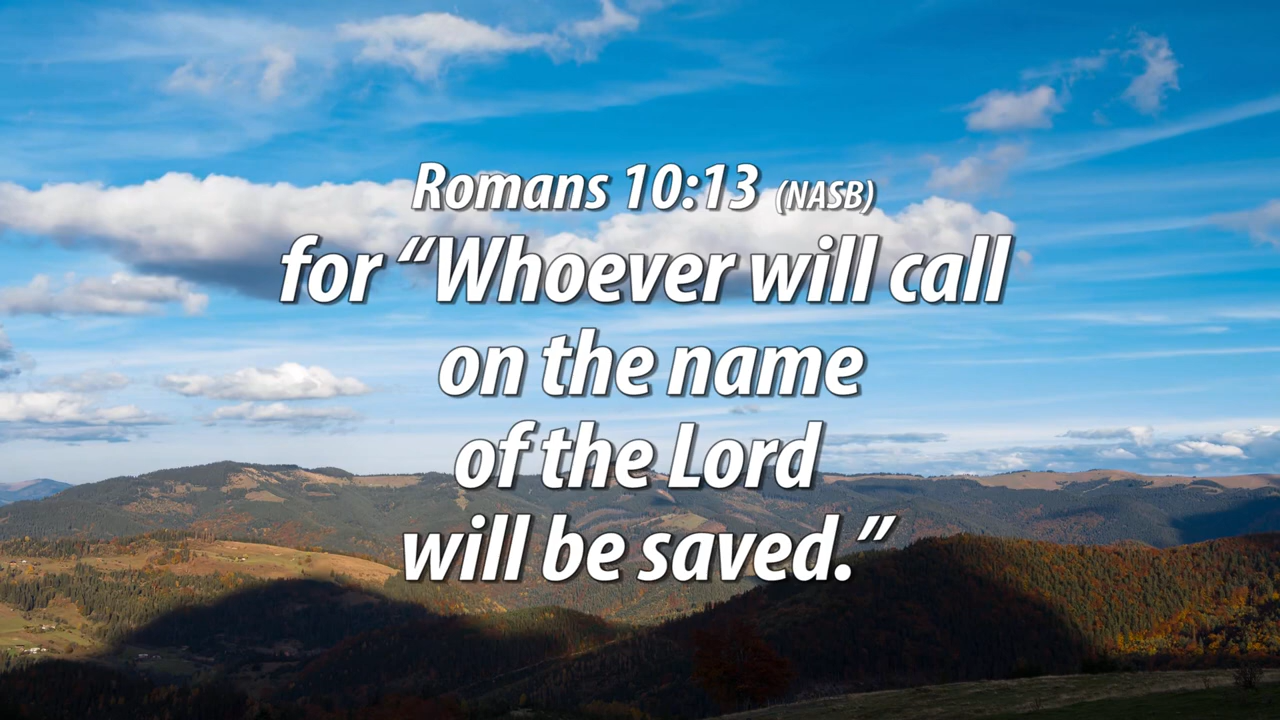 Romans 10:13 (NASB)
for “Whoever will call
on the name
of the Lord
will be saved.”